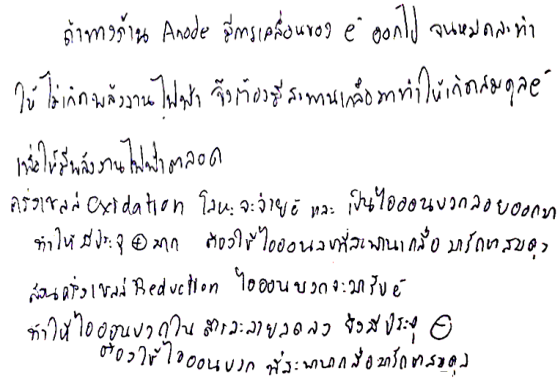 ถ้าทางด้าน Anode มีการเคลื่อนของ e⁻ ออกไป จนหมดจะทำ
ให้ ไม่เกิดพลังงานไฟฟ้า จึงต้องมีสะพานเกลือมาทำให้เกิดสมดุล e⁻
เพื่อให้มีพลังงานไฟฟ้าตลอด
ครึ่งเซลล์ Oxidation โลหะจะจ่าย e⁻ และ เป็นไอออนบวกลอยออกมา
ทำให้ มีประจุ ⊕ มาก ต้องใช้ไอออนลบที่สะพานเกลือ มารักษาสมดุล
ส่วนครึ่งเซลล์ Reduction ไอออนบวกจะมารับ e⁻
ทำให้ไอออนบวกใน สารละลายลดลง จึงมีประจุ ⊖
ต้องใช้ไอออนบวก ที่สะพานเกลือ มารักษาสมดุล